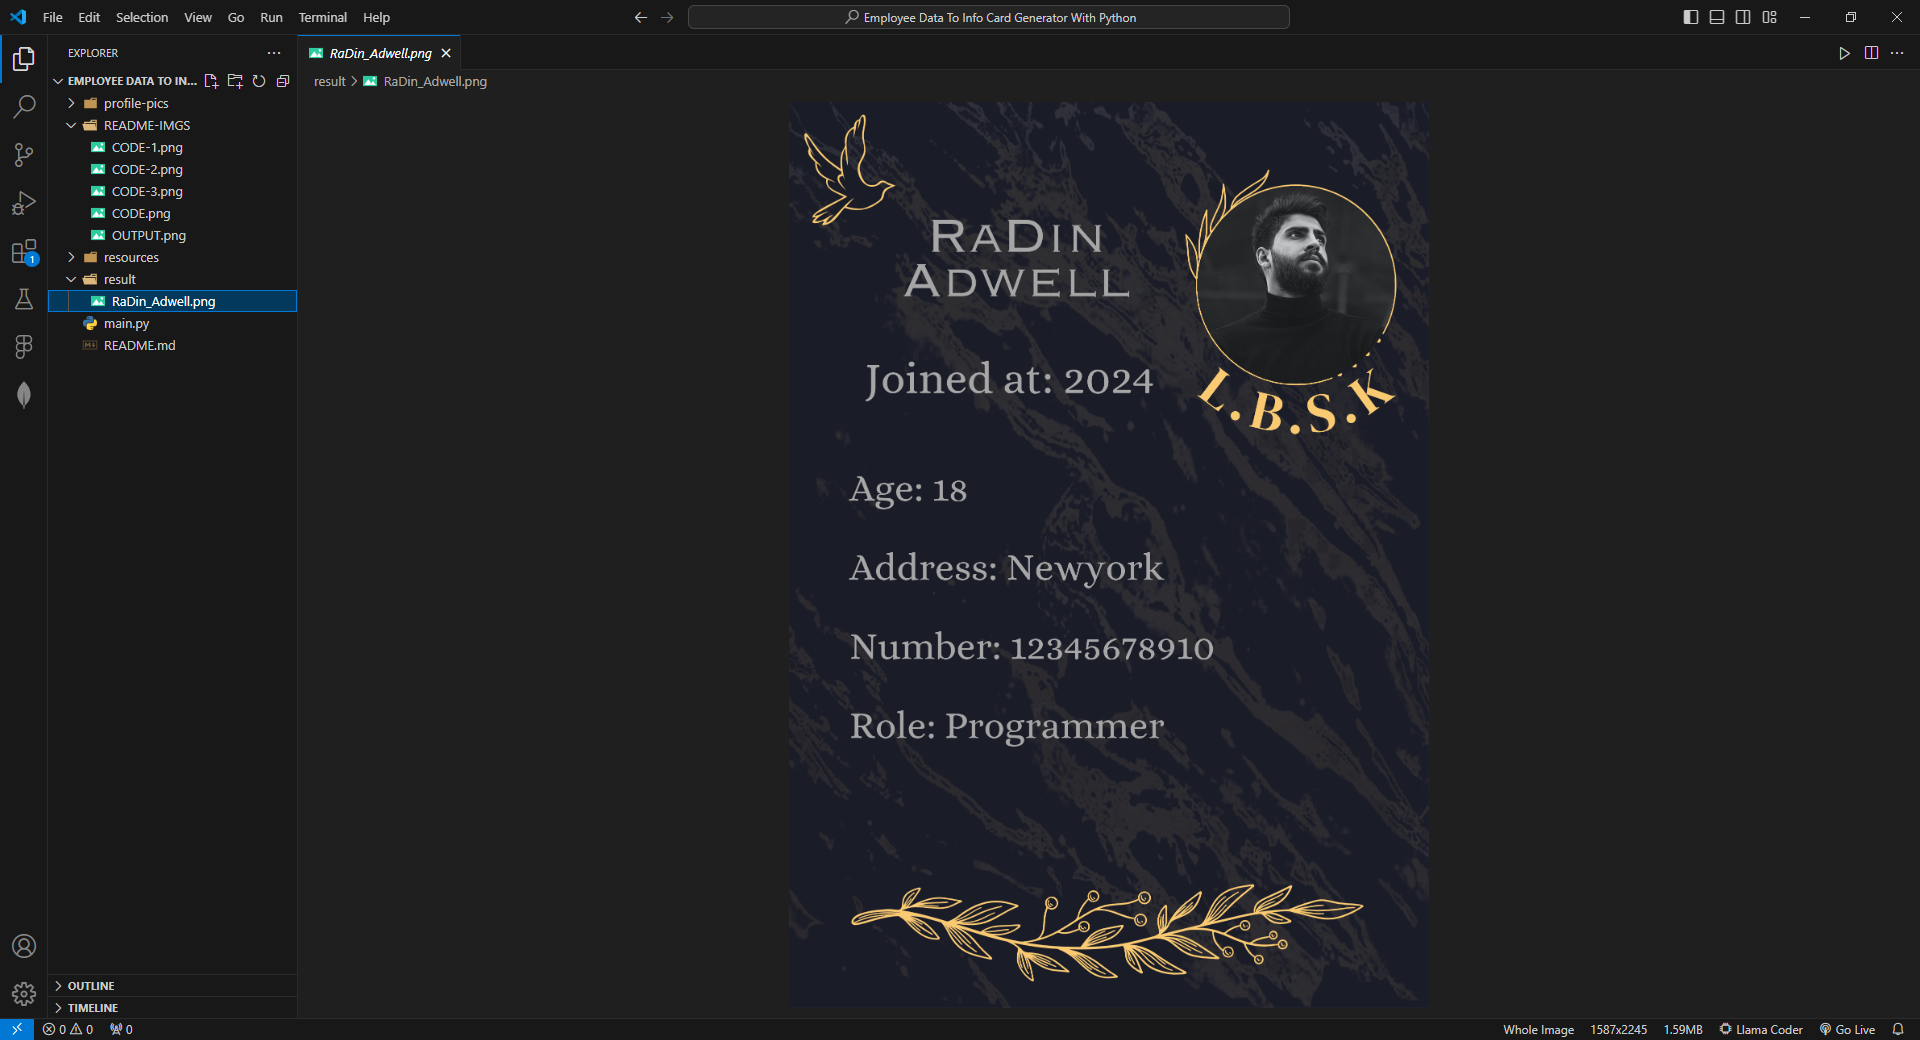 File Edit Selection View Go Run Terminal Help
Employee Data To Info Card Generator With Python
EXPLORER
EMPLOYEE DATA TO IN...
profile-pics
README-IMGS
CODE-1.png
CODE-2.png
CODE-3.png
CODE.png
OUTPUT.png
resources
result
RaDin_Adwell.png
main.py
README.md
1
OUTLINE
TIMELINE
RaDin_Adwell.png
result > RaDin_Adwell.png
RaDin
Adwell
Joined at: 2024
L.B.S.K
Age: 18
Address: Newyork
Number: 12345678910
Role: Programmer
0 0 0
Whole Image 1587x2245 1.59MB Llama Coder Go Live